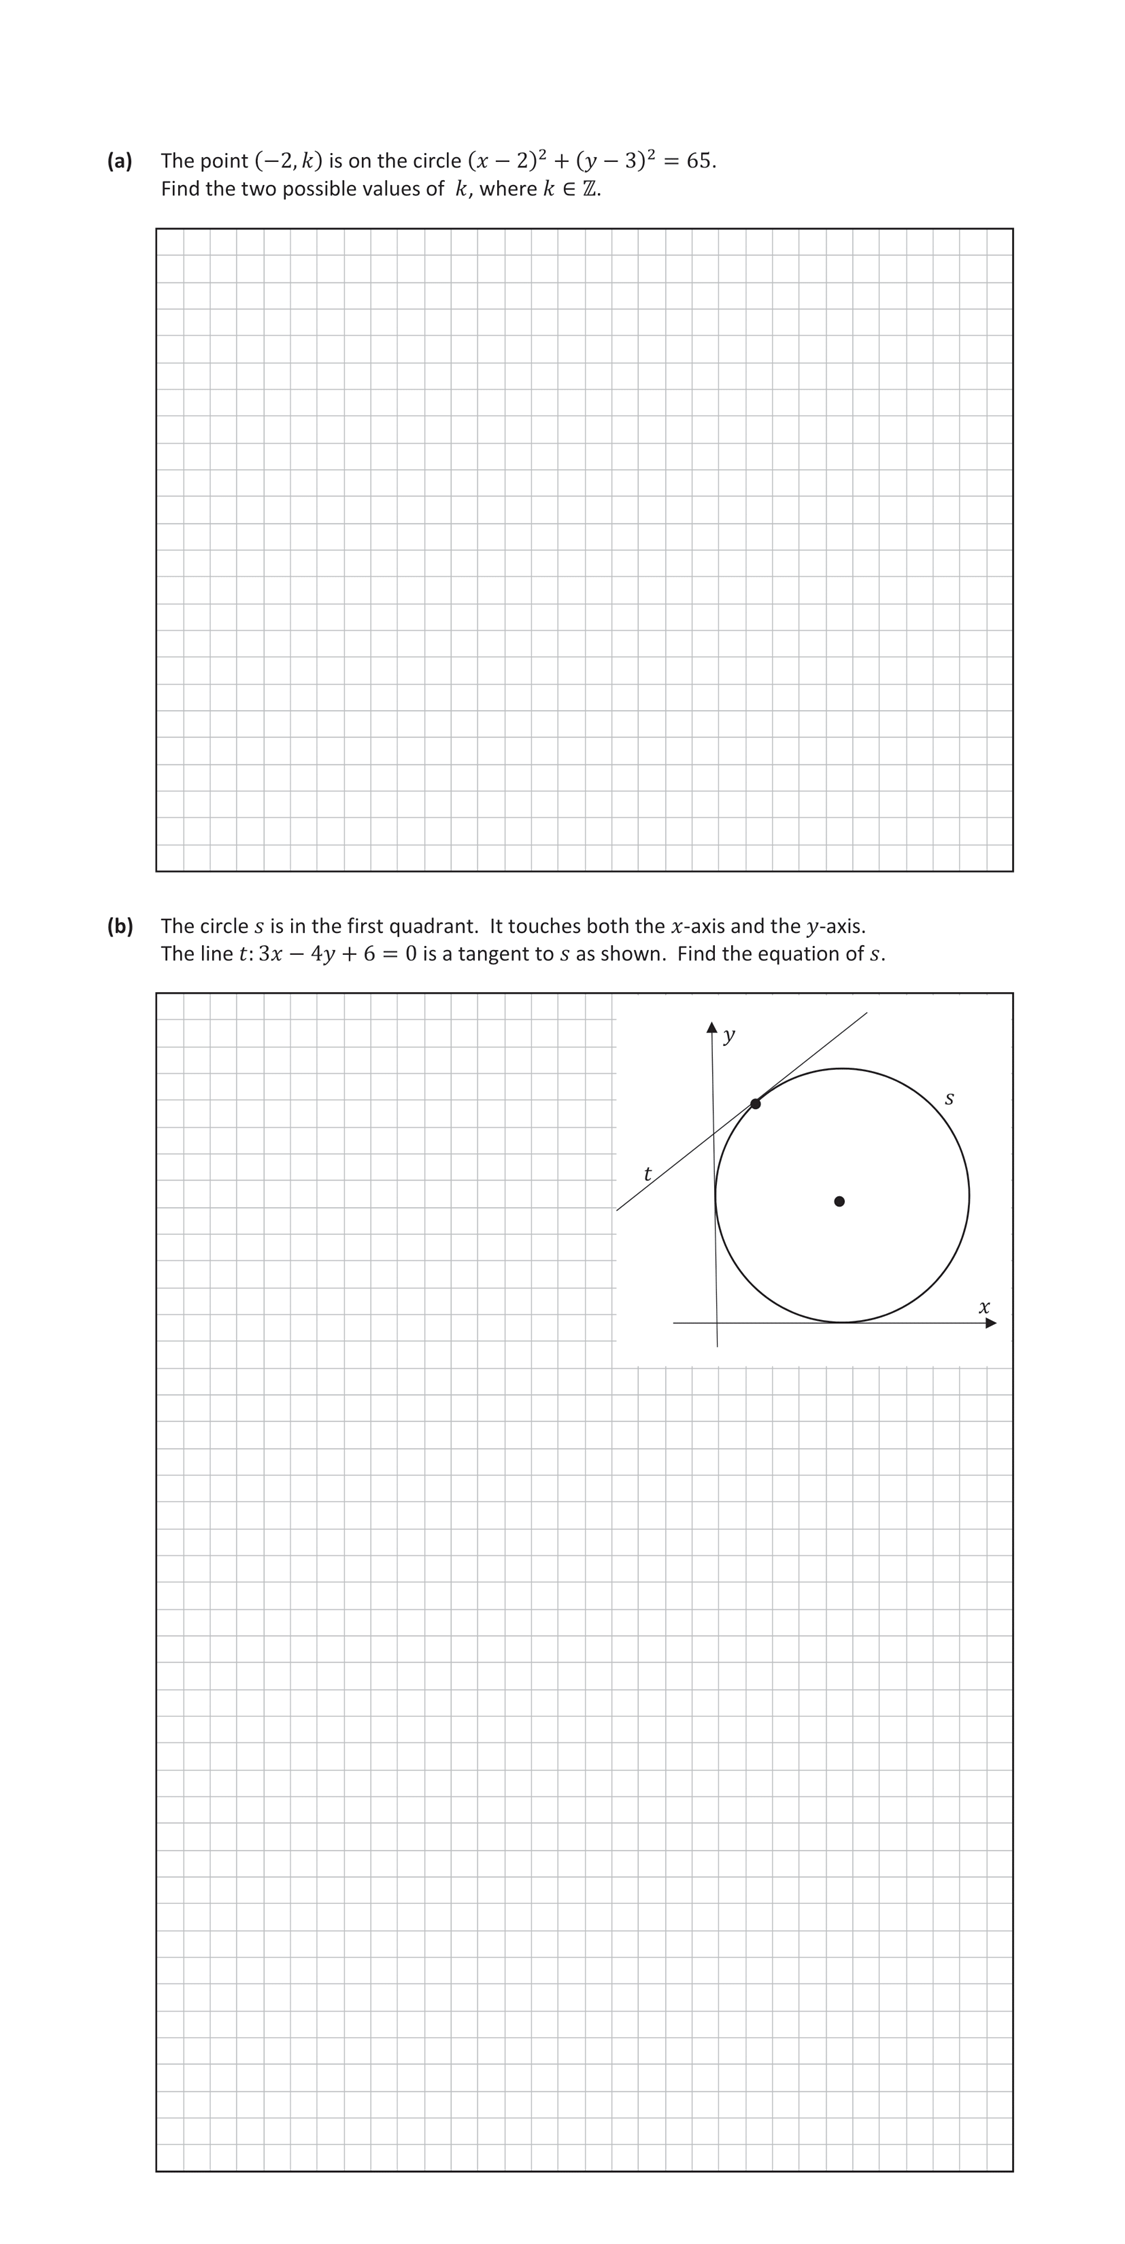 (a) The point (−2, k) is on the circle (x − 2)² + (y − 3)² = 65.
Find the two possible values of k, where k ∈ ℤ.
(b) The circle s is in the first quadrant. It touches both the x-axis and the y-axis.
The line t: 3x − 4y + 6 = 0 is a tangent to s as shown. Find the equation of s.
y
s
t
x